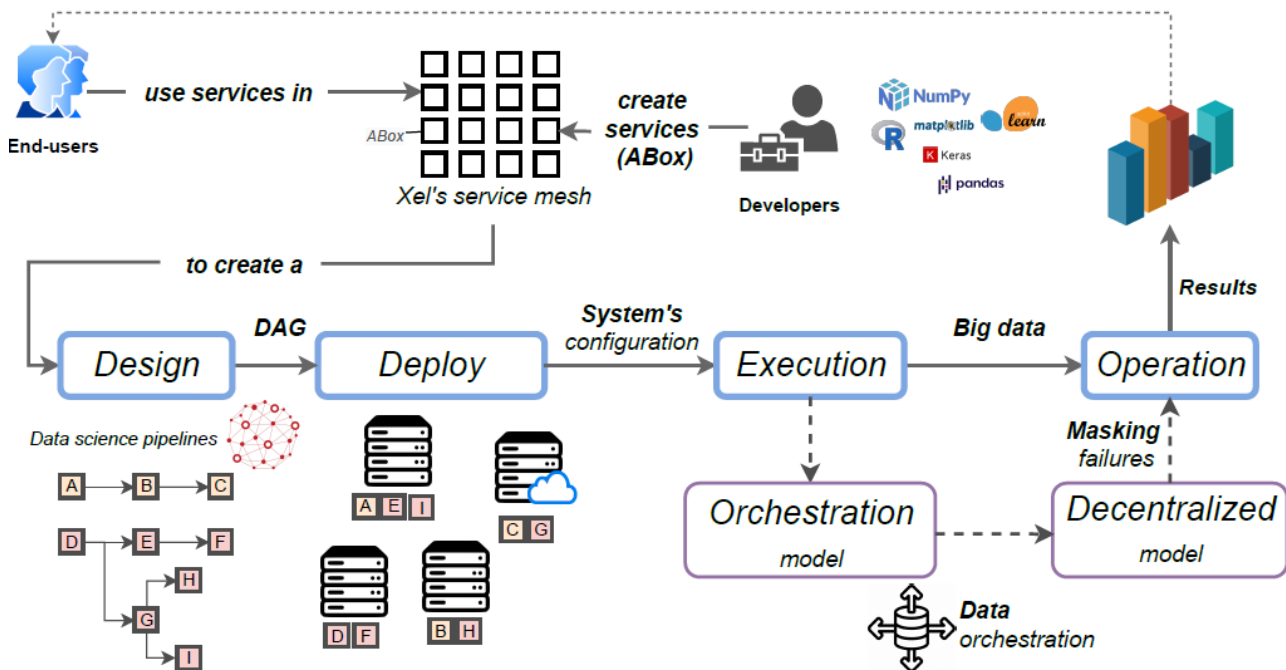 End-users
use services in
ABox
Xel's service mesh
create
services
(ABox)
Developers
NumPy
R
matplotlib
learn
K Keras
pandas
to create a
Results
DAG
System's
configuration
Big data
Design
Deploy
Execution
Operation
Data science pipelines
A B C
D E F
H
G
I
A E I
C G
D F
B H
Masking
failures
Orchestration
model
Decentralized
model
Data
orchestration